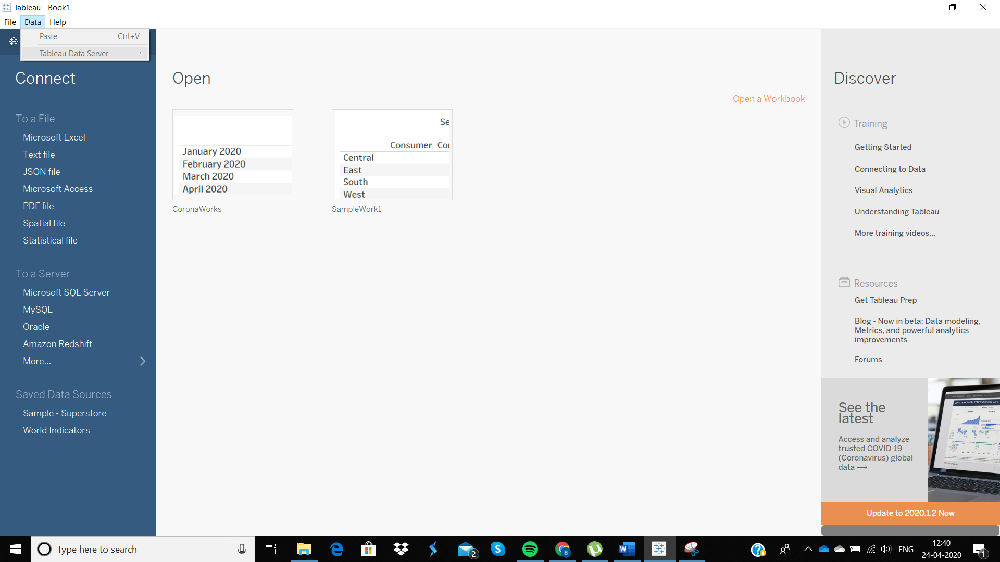 Tableau - Book1
File Data Help
Paste Ctrl+V
Tableau Data Server
Connect
To a File
Microsoft Excel
Text file
JSON file
Microsoft Access
PDF file
Spatial file
Statistical file
To a Server
Microsoft SQL Server
MySQL
Oracle
Amazon Redshift
More...
Saved Data Sources
Sample - Superstore
World Indicators
Open
Open a Workbook
January 2020
February 2020
March 2020
April 2020
CoronaWorks
Se
Consumer Cor
Central
East
South
West
SampleWork1
Discover
Training
Getting Started
Connecting to Data
Visual Analytics
Understanding Tableau
More training videos...
Resources
Get Tableau Prep
Blog - Now in beta: Data modeling,
Metrics, and powerful analytics
improvements
Forums
See the
latest
Access and analyze
trusted COVID-19
(Coronavirus) global
data →
Update to 2020.1.2 Now
Type here to search
2
ENG
12:40
24-04-2020
1